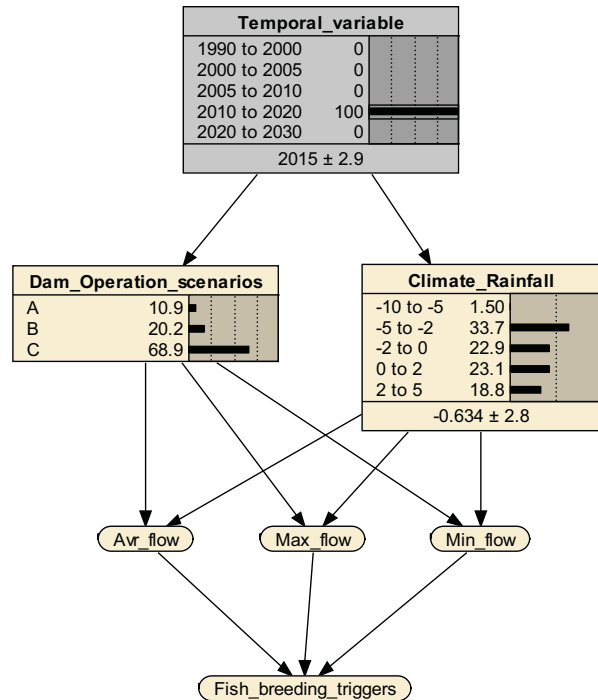 Temporal_variable
1990 to 2000 0
2000 to 2005 0
2005 to 2010 0
2010 to 2020 100
2020 to 2030 0
2015 ± 2.9
Dam_Operation_scenarios
A 10.9
B 20.2
C 68.9
Climate_Rainfall
-10 to -5 1.50
-5 to -2 33.7
-2 to 0 22.9
0 to 2 23.1
2 to 5 18.8
-0.634 ± 2.8
Avr_flow
Max_flow
Min_flow
Fish_breeding_triggers